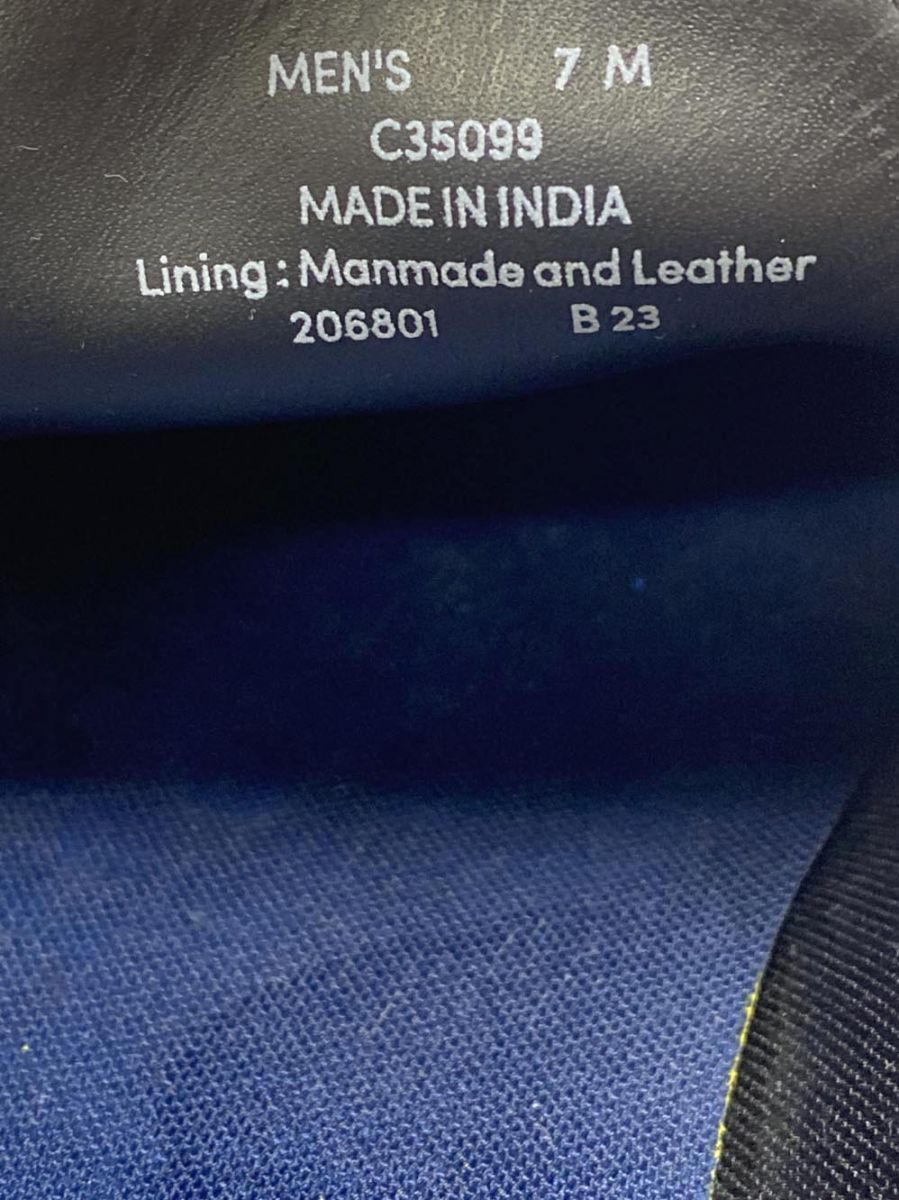 MEN'S 7 M
C35099
MADE IN INDIA
Lining : Manmade and Leather
206801 B 23